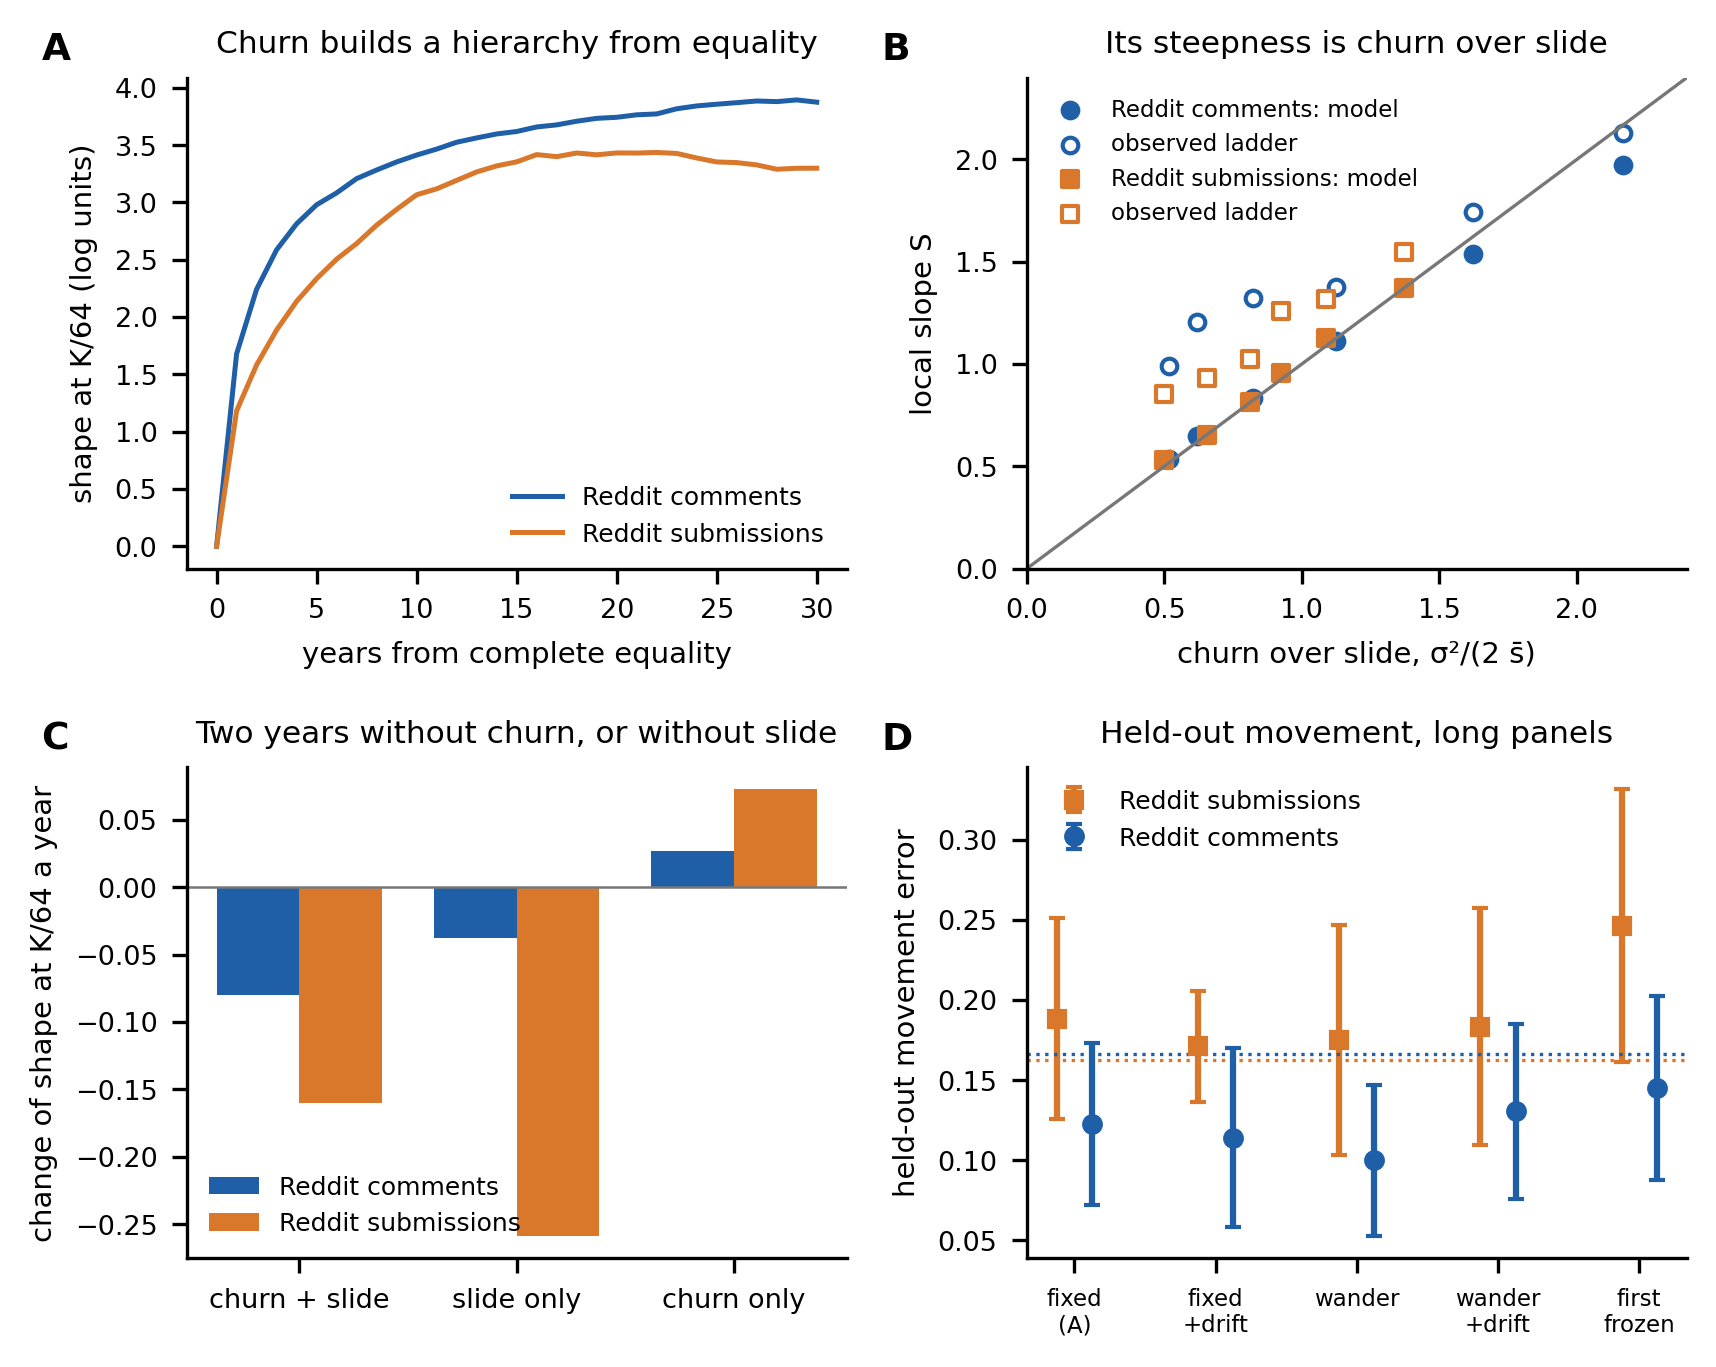 A
Churn builds a hierarchy from equality
shape at K/64 (log units)
4.0
3.5
3.0
2.5
2.0
1.5
1.0
0.5
0.0
Reddit comments
Reddit submissions
0 5 10 15 20 25 30
years from complete equality
B
Its steepness is churn over slide
local slope S
2.0
1.5
1.0
0.5
0.0
Reddit comments: model
observed ladder
Reddit submissions: model
observed ladder
0.0 0.5 1.0 1.5 2.0
churn over slide, σ²/(2 s̄)
C
Two years without churn, or without slide
change of shape at K/64 a year
0.05
0.00
−0.05
−0.10
−0.15
−0.20
−0.25
Reddit comments
Reddit submissions
churn + slide slide only churn only
D
Held-out movement, long panels
held-out movement error
0.30
0.25
0.20
0.15
0.10
0.05
Reddit submissions
Reddit comments
fixed fixed wander wander first
(A) +drift +drift frozen